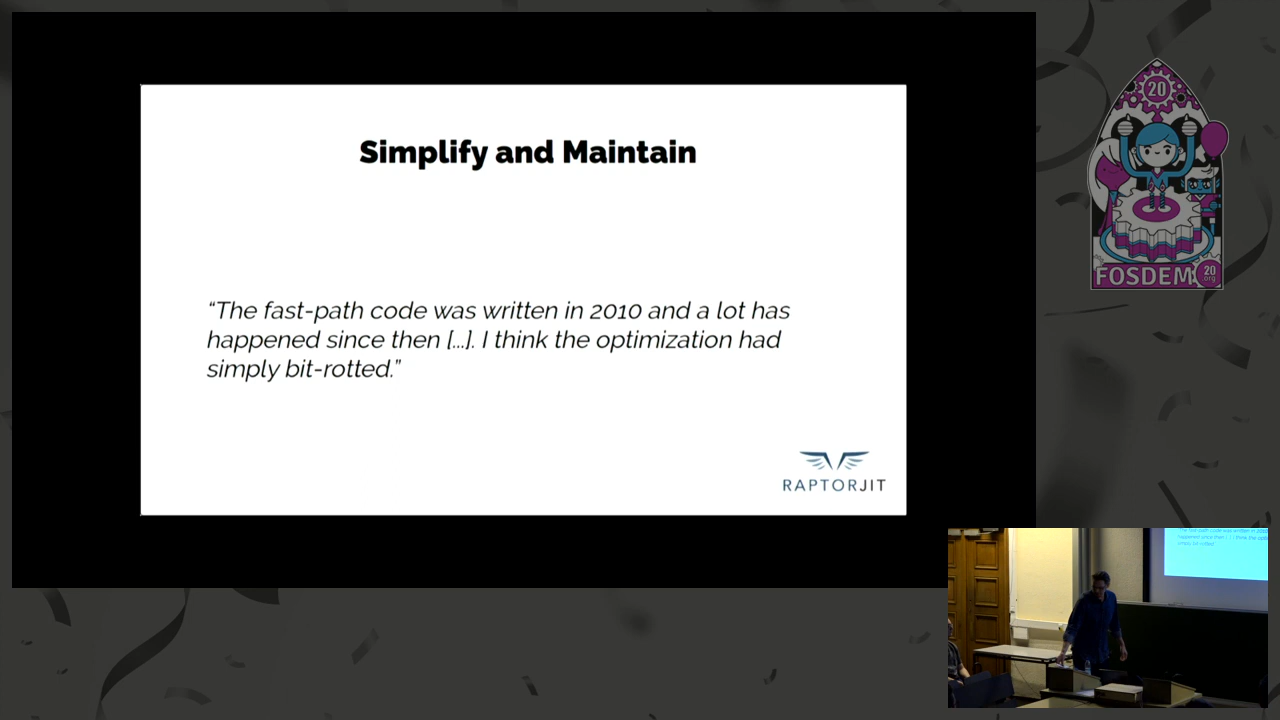 Simplify and Maintain
“The fast-path code was written in 2010 and a lot has
happened since then [...]. I think the optimization had
simply bit-rotted.”
RAPTORJIT
20
FOSDEM
20
.org